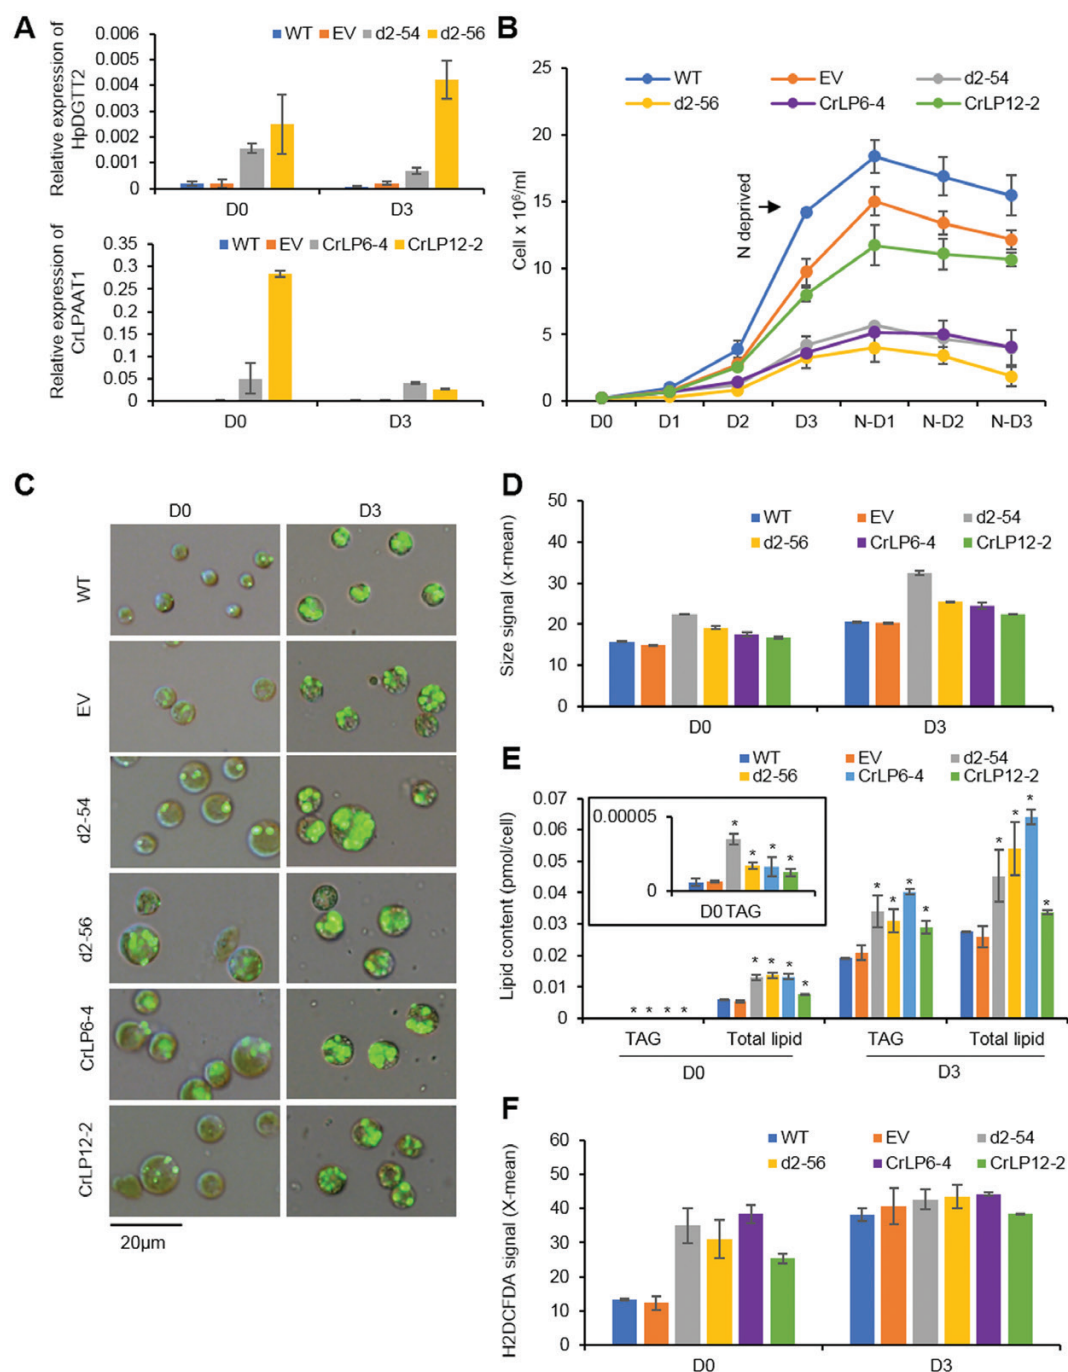 A
Relative expression of
HpDGTT2
0.006
0.005
0.004
0.003
0.002
0.001
0
WT EV d2-54 d2-56
D0 D3
Relative expression of
CrLPAAT1
0.35
0.3
0.25
0.2
0.15
0.1
0.05
0
WT EV CrLP6-4 CrLP12-2
D0 D3
B
Cell x 10⁶/ml
25
20
15
10
5
0
WT EV d2-54
d2-56 CrLP6-4 CrLP12-2
N deprived
D0 D1 D2 D3 N-D1 N-D2 N-D3
C
D0 D3
WT
EV
d2-54
d2-56
CrLP6-4
CrLP12-2
20µm
D
Size signal (x-mean)
50
40
30
20
10
0
WT EV d2-54
d2-56 CrLP6-4 CrLP12-2
D0 D3
E
WT EV d2-54
d2-56 CrLP6-4 CrLP12-2
Lipid content (pmol/cell)
0.07
0.06
0.05
0.04
0.03
0.02
0.01
0
0.00005
0
* * * *
D0 TAG
* * * *
* * * *
* * * *
* * * *
TAG Total lipid TAG Total lipid
D0 D3
F
H2DCFDA signal (X-mean)
60
50
40
30
20
10
0
WT EV d2-54
d2-56 CrLP6-4 CrLP12-2
D0 D3